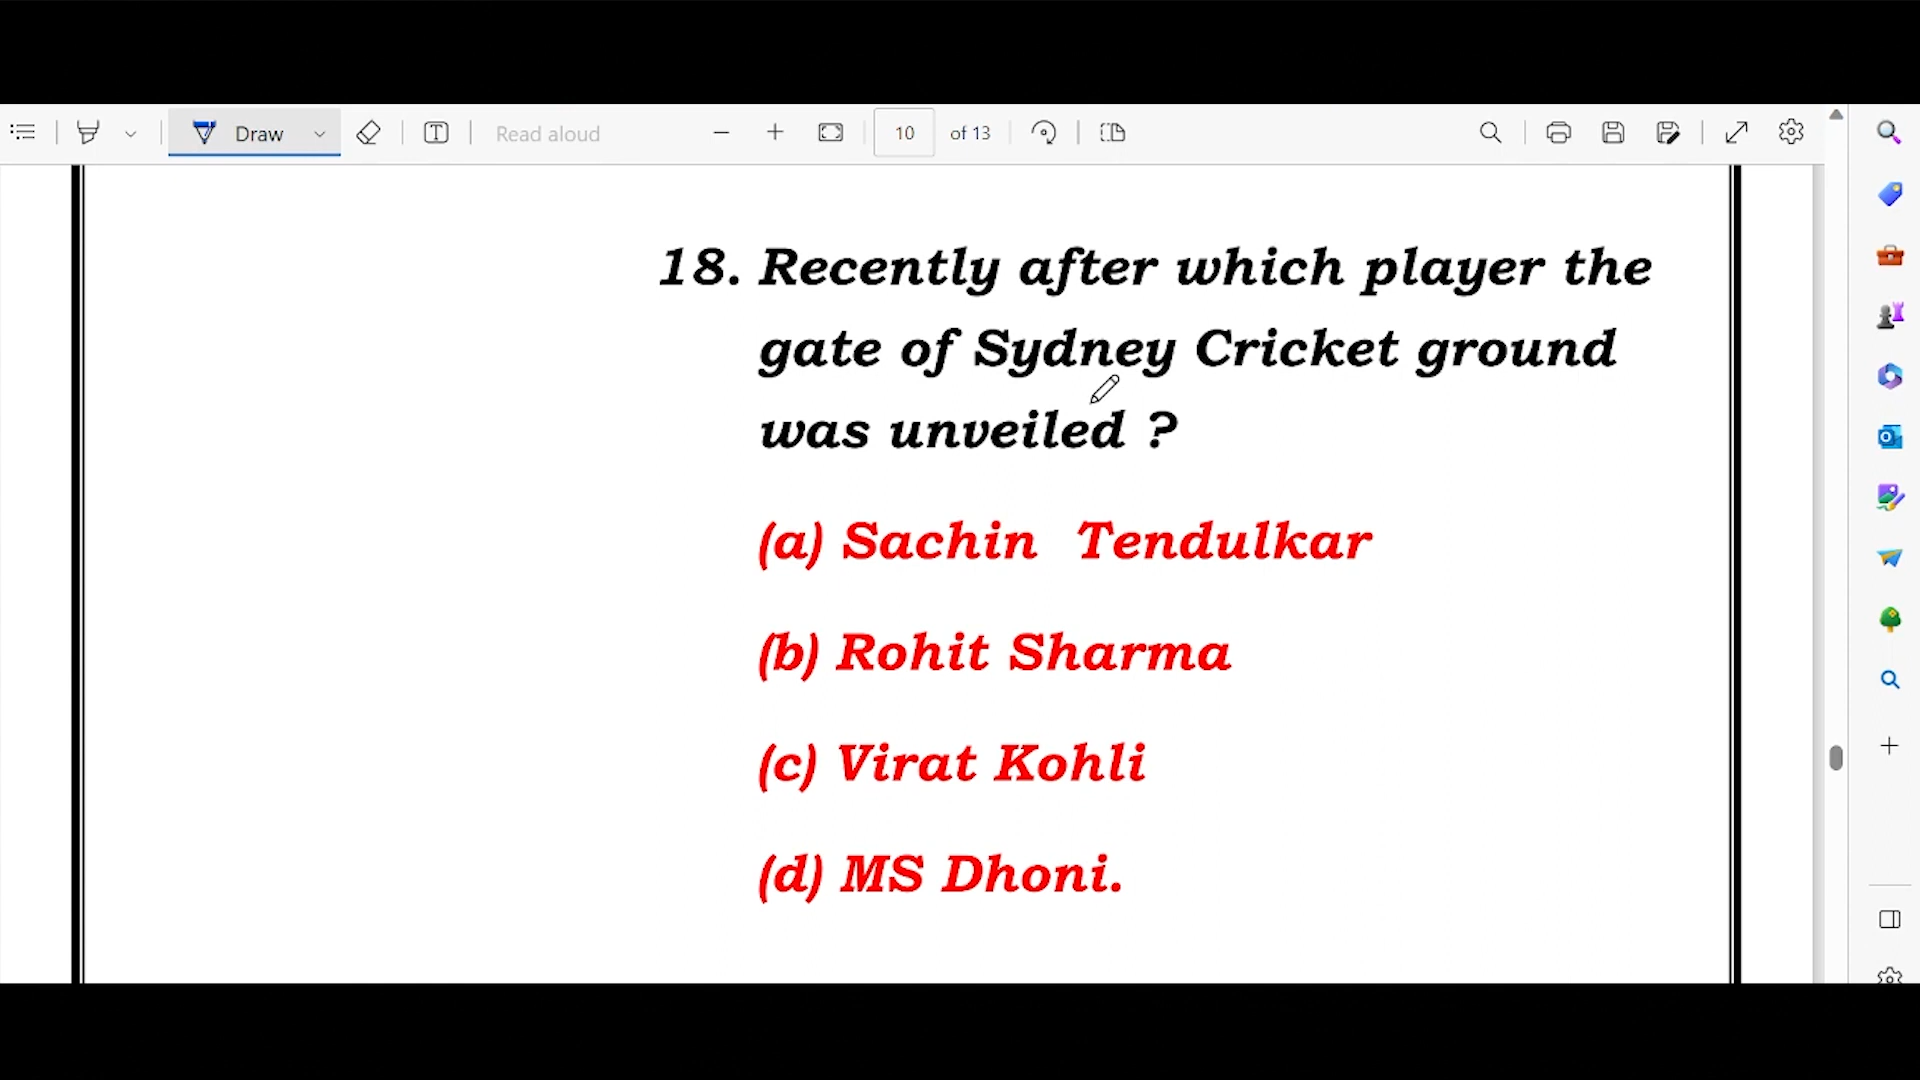 Draw
Read aloud
10 of 13
18. Recently after which player the
gate of Sydney Cricket ground
was unveiled ?
(a) Sachin Tendulkar
(b) Rohit Sharma
(c) Virat Kohli
(d) MS Dhoni.